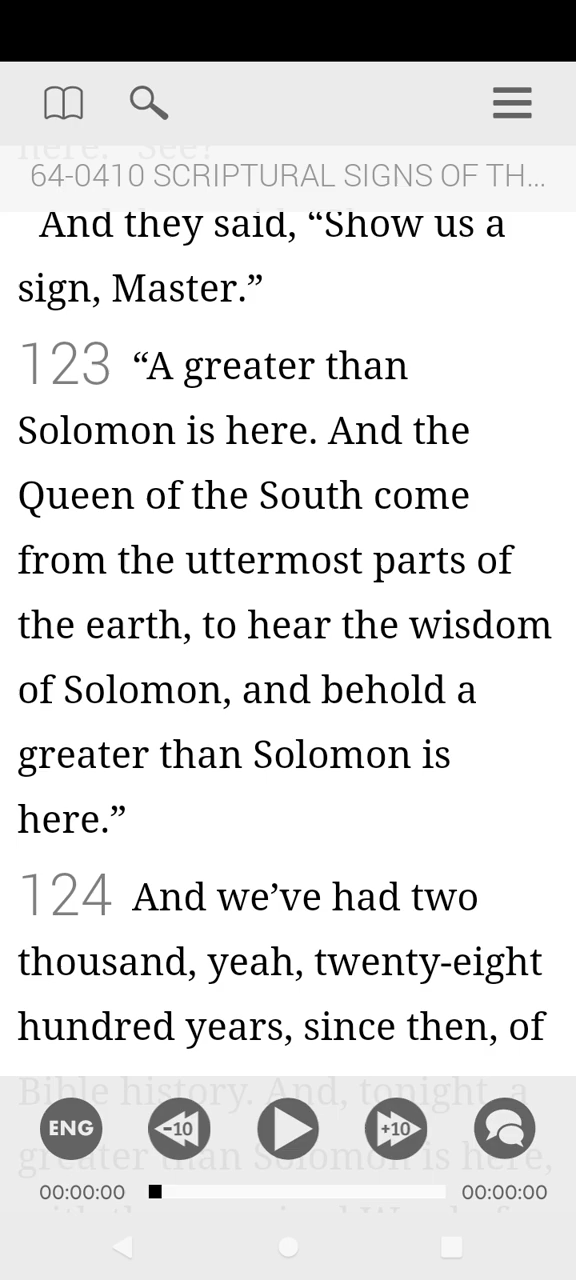 here. See?
64-0410 SCRIPTURAL SIGNS OF TH...
And they said, “Show us a
sign, Master.”
123 “A greater than
Solomon is here. And the
Queen of the South come
from the uttermost parts of
the earth, to hear the wisdom
of Solomon, and behold a
greater than Solomon is
here.”
124 And we’ve had two
thousand, yeah, twenty-eight
hundred years, since then, of
Bible history. And, tonight, a
ENG -10 +10
greater than Solomon is here,
00:00:00 00:00:00